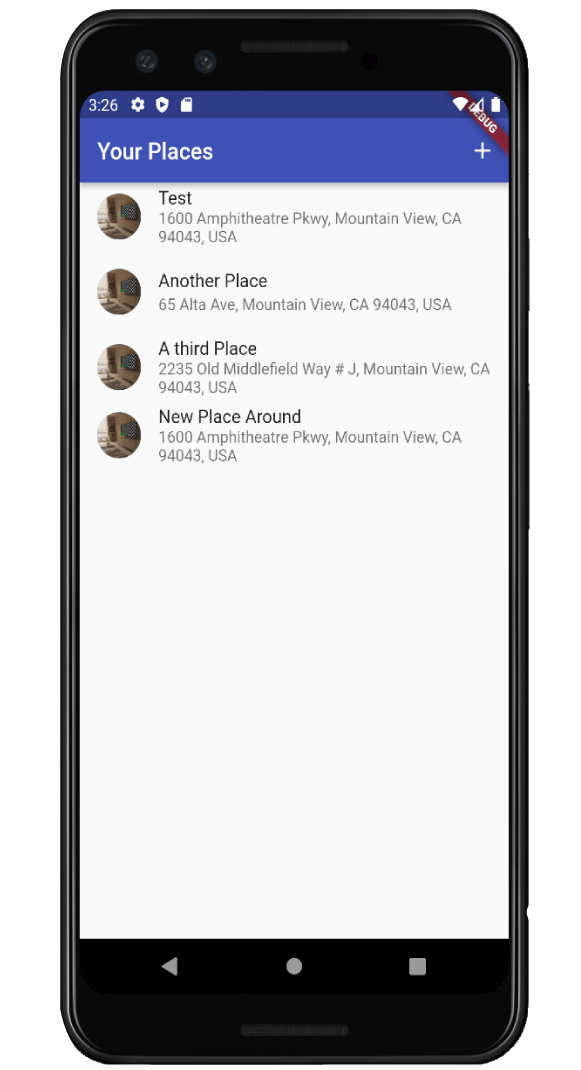 3:26
DEBUG
Your Places
Test
1600 Amphitheatre Pkwy, Mountain View, CA
94043, USA
Another Place
65 Alta Ave, Mountain View, CA 94043, USA
A third Place
2235 Old Middlefield Way # J, Mountain View, CA
94043, USA
New Place Around
1600 Amphitheatre Pkwy, Mountain View, CA
94043, USA